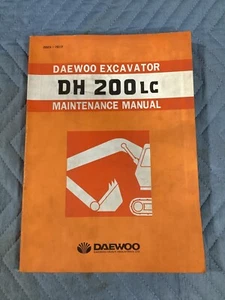 DAEWOO EXCAVATOR
DH 200LC
MAINTENANCE MANUAL
DAEWOO